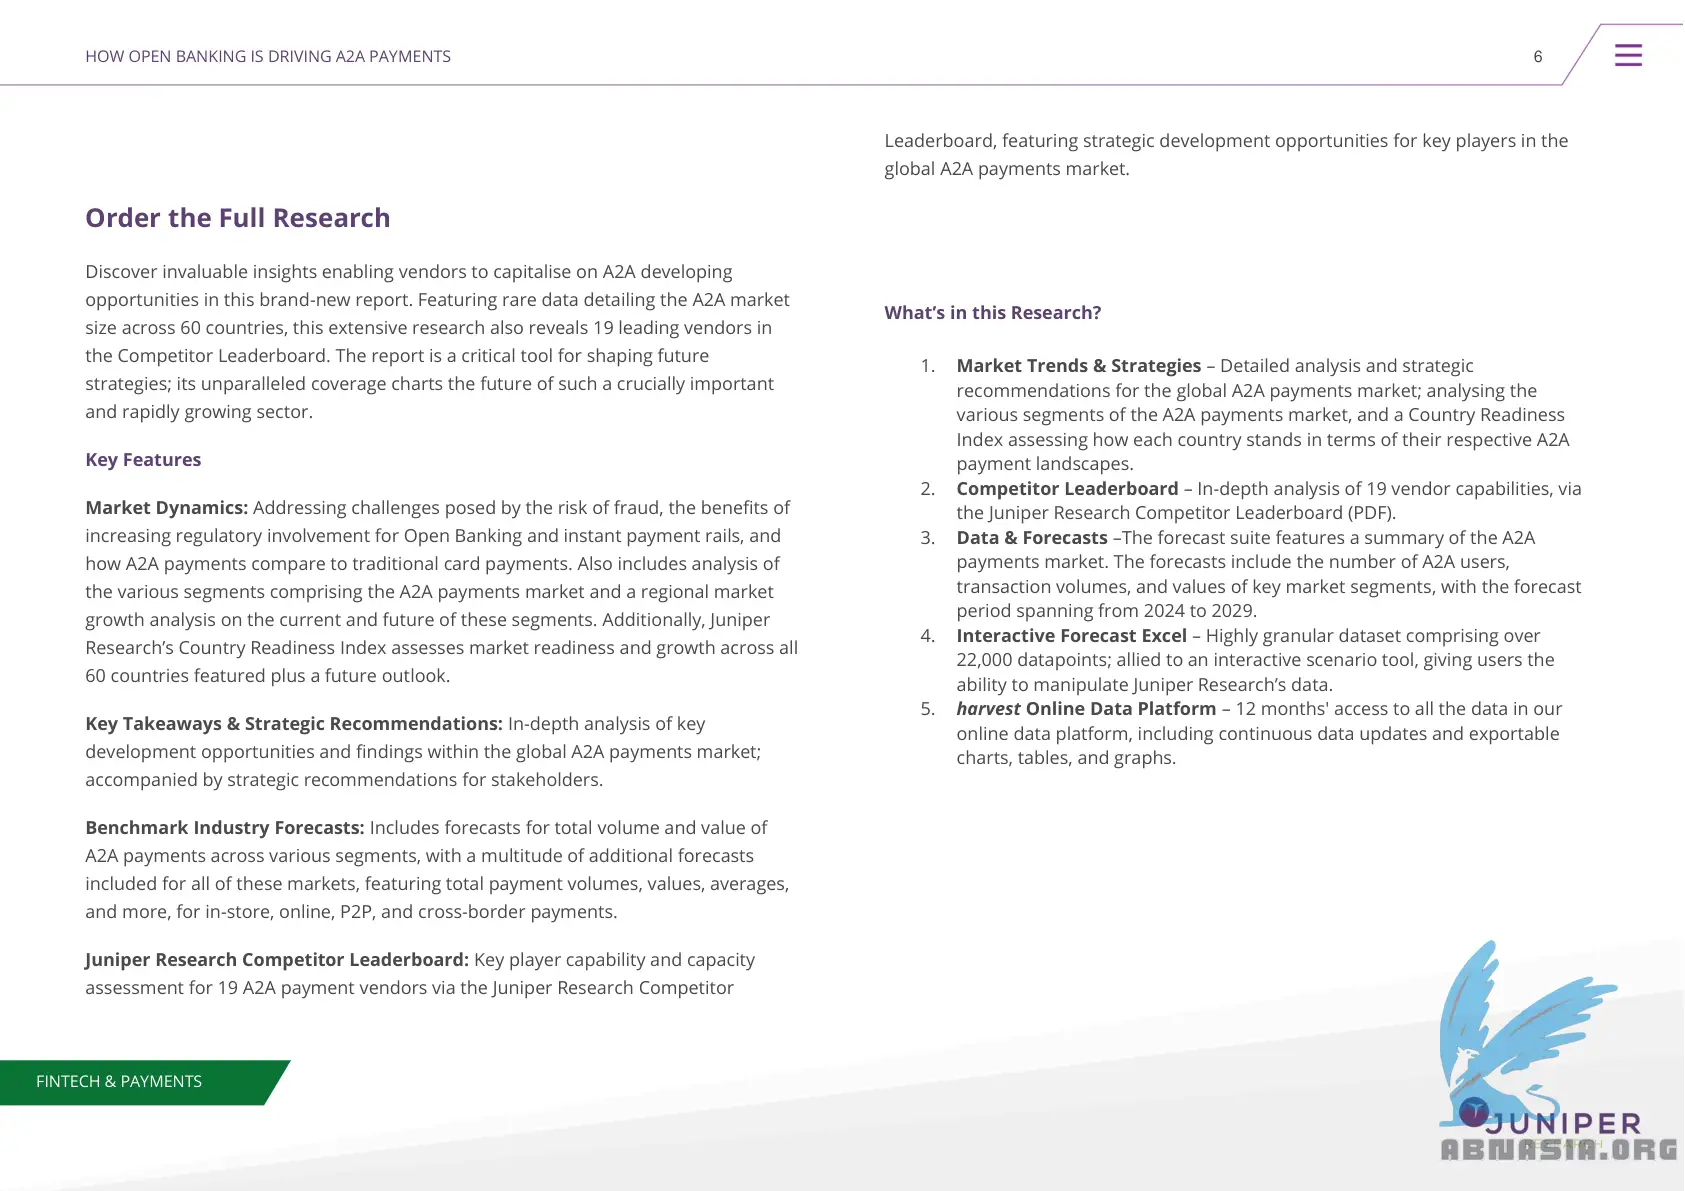 HOW OPEN BANKING IS DRIVING A2A PAYMENTS
6
Order the Full Research
Discover invaluable insights enabling vendors to capitalise on A2A developing
opportunities in this brand-new report. Featuring rare data detailing the A2A market
size across 60 countries, this extensive research also reveals 19 leading vendors in
the Competitor Leaderboard. The report is a critical tool for shaping future
strategies; its unparalleled coverage charts the future of such a crucially important
and rapidly growing sector.
Key Features
Market Dynamics: Addressing challenges posed by the risk of fraud, the benefits of
increasing regulatory involvement for Open Banking and instant payment rails, and
how A2A payments compare to traditional card payments. Also includes analysis of
the various segments comprising the A2A payments market and a regional market
growth analysis on the current and future of these segments. Additionally, Juniper
Research’s Country Readiness Index assesses market readiness and growth across all
60 countries featured plus a future outlook.
Key Takeaways & Strategic Recommendations: In-depth analysis of key
development opportunities and findings within the global A2A payments market;
accompanied by strategic recommendations for stakeholders.
Benchmark Industry Forecasts: Includes forecasts for total volume and value of
A2A payments across various segments, with a multitude of additional forecasts
included for all of these markets, featuring total payment volumes, values, averages,
and more, for in-store, online, P2P, and cross-border payments.
Juniper Research Competitor Leaderboard: Key player capability and capacity
assessment for 19 A2A payment vendors via the Juniper Research Competitor
Leaderboard, featuring strategic development opportunities for key players in the
global A2A payments market.
What’s in this Research?
1. Market Trends & Strategies – Detailed analysis and strategic
recommendations for the global A2A payments market; analysing the
various segments of the A2A payments market, and a Country Readiness
Index assessing how each country stands in terms of their respective A2A
payment landscapes.
2. Competitor Leaderboard – In-depth analysis of 19 vendor capabilities, via
the Juniper Research Competitor Leaderboard (PDF).
3. Data & Forecasts –The forecast suite features a summary of the A2A
payments market. The forecasts include the number of A2A users,
transaction volumes, and values of key market segments, with the forecast
period spanning from 2024 to 2029.
4. Interactive Forecast Excel – Highly granular dataset comprising over
22,000 datapoints; allied to an interactive scenario tool, giving users the
ability to manipulate Juniper Research’s data.
5. harvest Online Data Platform – 12 months' access to all the data in our
online data platform, including continuous data updates and exportable
charts, tables, and graphs.
FINTECH & PAYMENTS
JUNIPER
ABNASIA.ORG